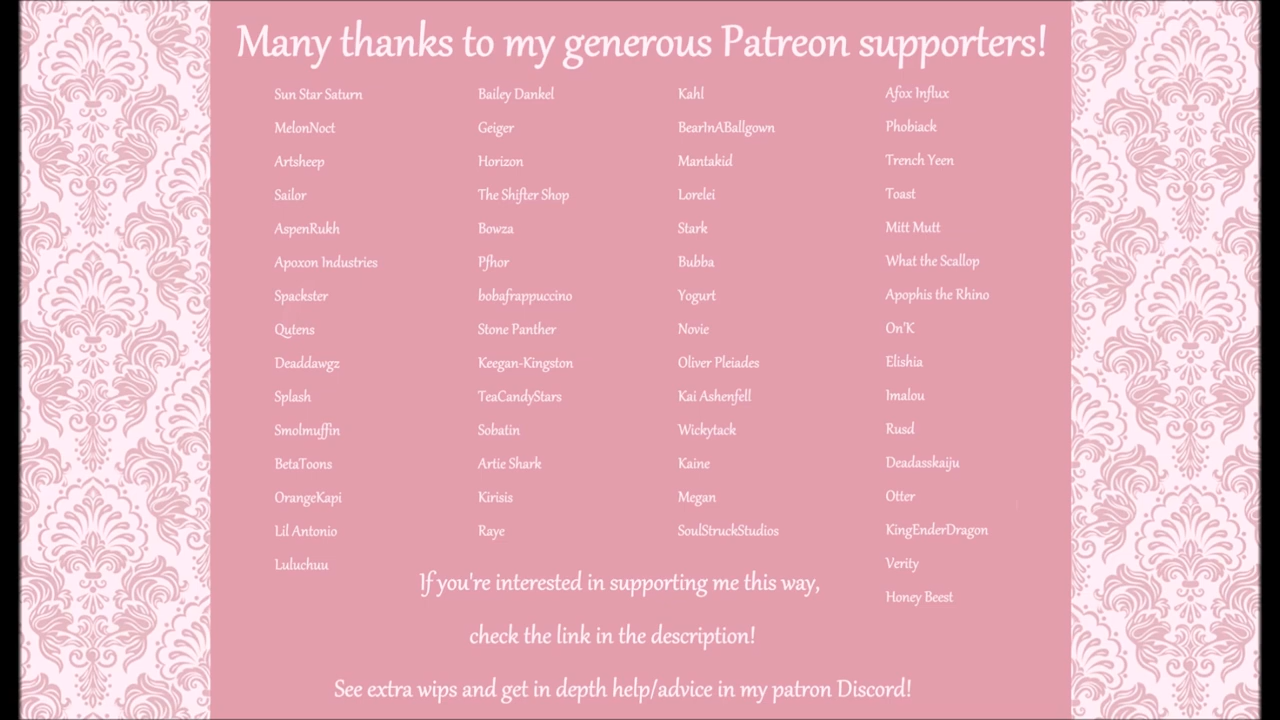 Many thanks to my generous Patreon supporters!
Sun Star Saturn
MelonNoct
Artsheep
Sailor
AspenRukh
Apoxon Industries
Spackster
Qutens
Deaddawgz
Splash
Smolmuffin
BetaToons
OrangeKapi
Lil Antonio
Luluchuu
Bailey Dankel
Geiger
Horizon
The Shifter Shop
Bowza
Pfhor
bobafrappuccino
Stone Panther
Keegan-Kingston
TeaCandyStars
Sobatin
Artie Shark
Kirisis
Raye
Kahl
BearInABallgown
Mantakid
Lorelei
Stark
Bubba
Yogurt
Novie
Oliver Pleiades
Kai Ashenfell
Wickytack
Kaine
Megan
SoulStruckStudios
Afox Influx
Phobiack
Trench Yeen
Toast
Mitt Mutt
What the Scallop
Apophis the Rhino
On'K
Elishia
Imalou
Rusd
Deadasskaiju
Otter
KingEnderDragon
Verity
Honey Beest
If you're interested in supporting me this way,
check the link in the description!
See extra wips and get in depth help/advice in my patron Discord!